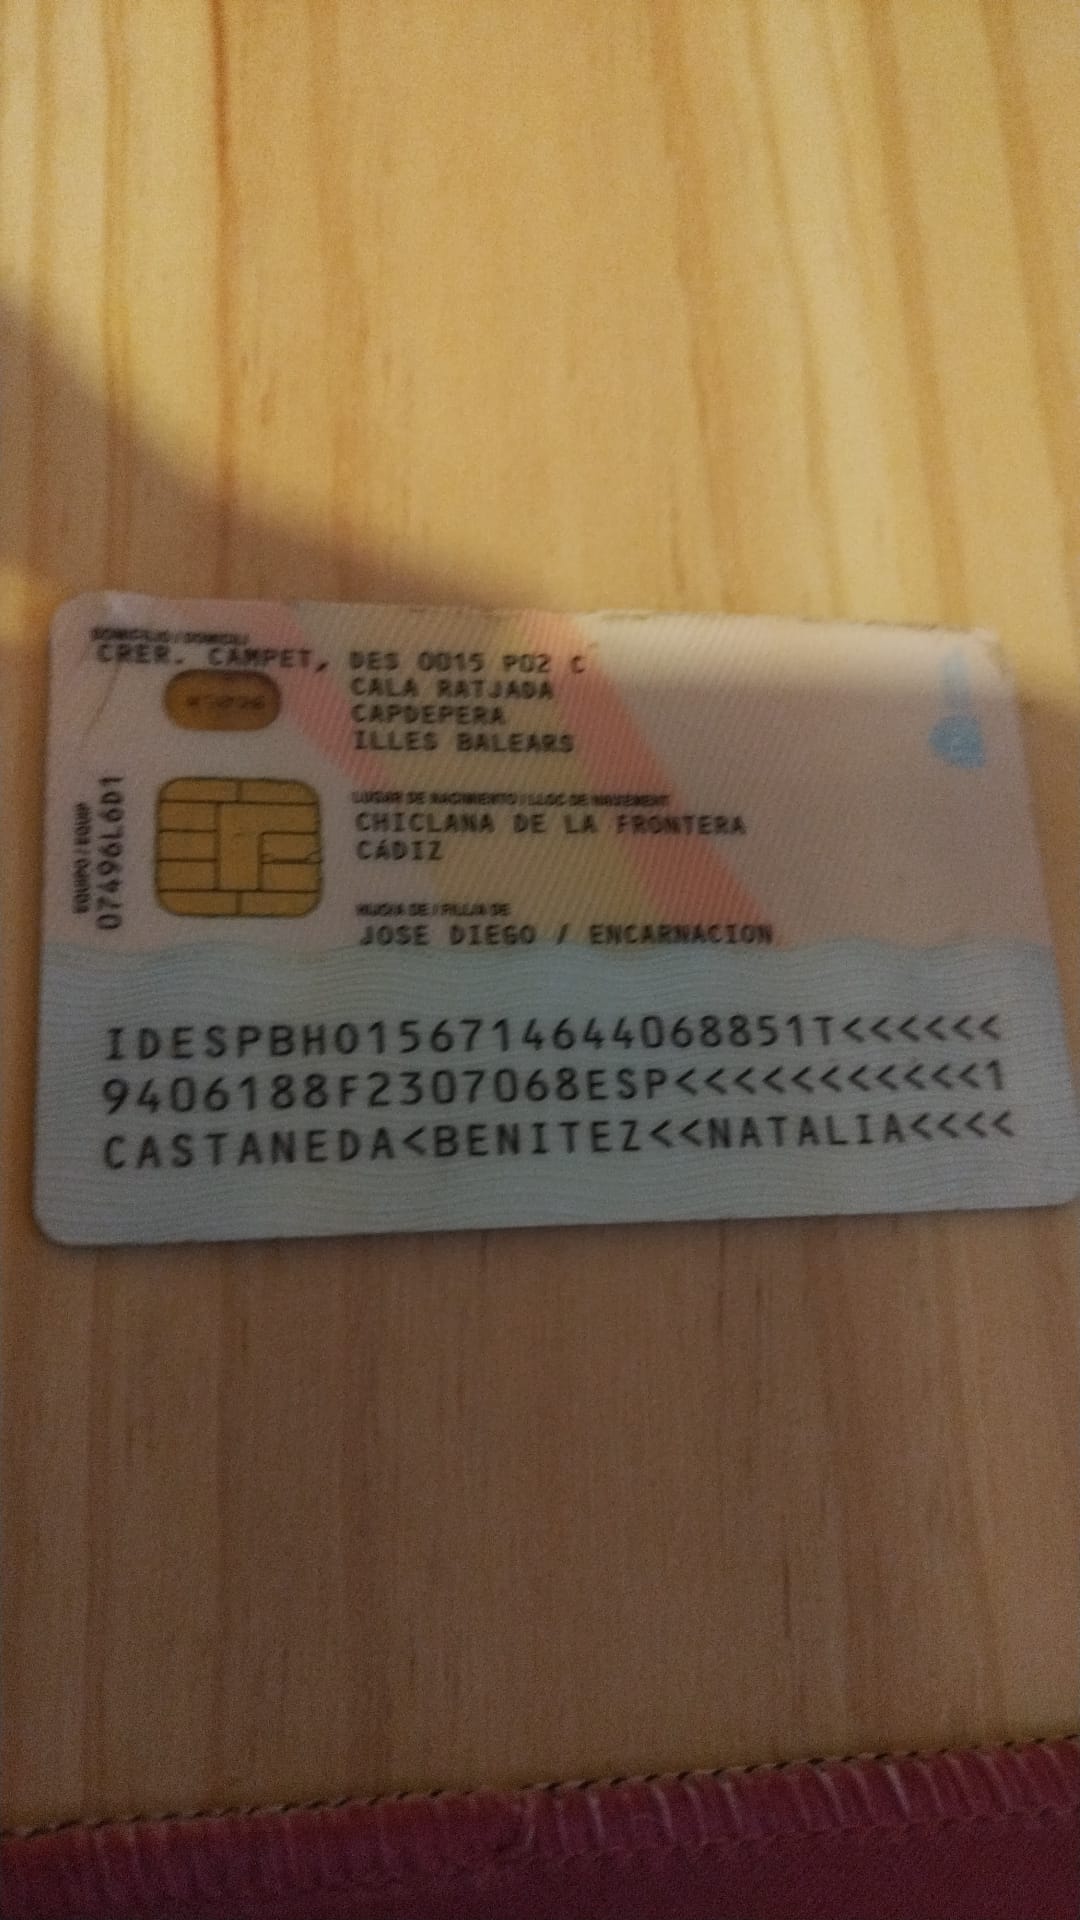 DOMICILIO / DOMICILI
CRER. CAMPET, DES 0015 P02 C
CALA RATJADA
CAPDEPERA
ILLES BALEARS
EQUIPO / EQUIP
07496L6D1
LUGAR DE NACIMIENTO / LLOC DE NAIXEMENT
CHICLANA DE LA FRONTERA
CÁDIZ
HIJO/A DE / FILL/A DE
JOSE DIEGO / ENCARNACION
IDESPBH0156714644068851T<<<<<<
9406188F2307068ESP<<<<<<<<<<<1
CASTANEDA<BENITEZ<<NATALIA<<<<